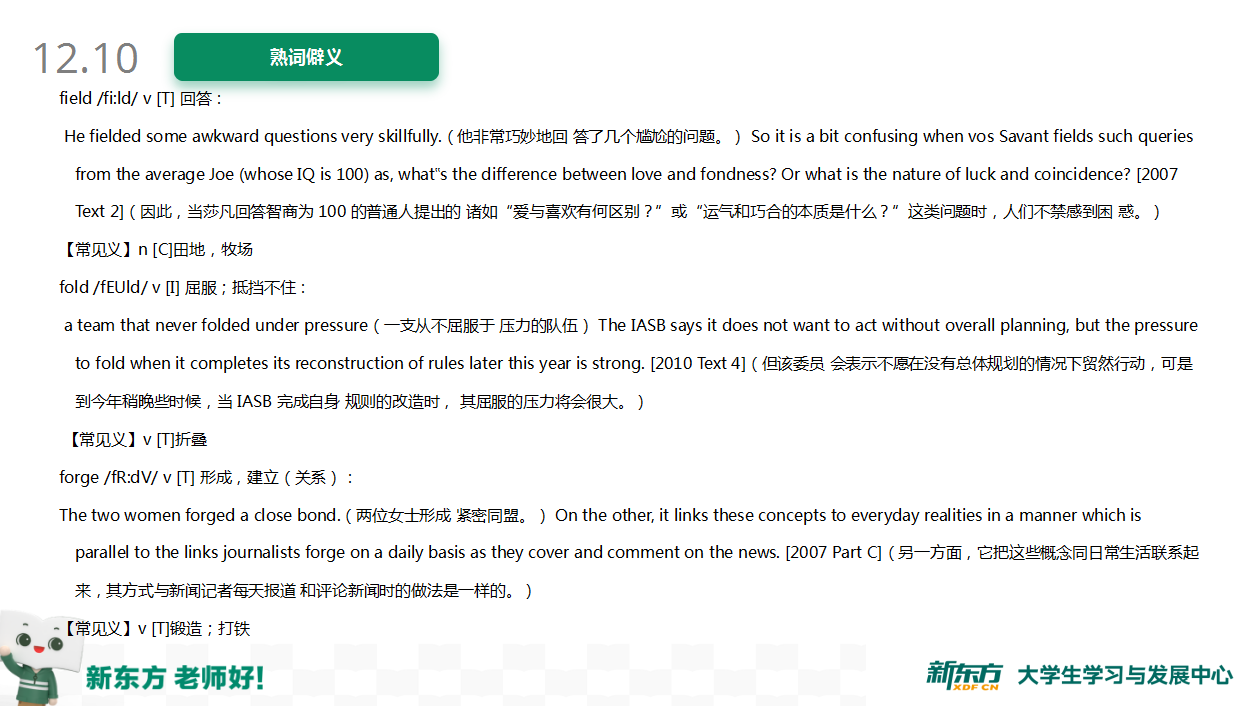 12.10
熟词僻义
field /fi:ld/ v [T] 回答：
He fielded some awkward questions very skillfully.（他非常巧妙地回 答了几个尴尬的问题。） So it is a bit confusing when vos Savant fields such queries
from the average Joe (whose IQ is 100) as, what‟s the difference between love and fondness? Or what is the nature of luck and coincidence? [2007
Text 2]（因此，当莎凡回答智商为 100 的普通人提出的 诸如“爱与喜欢有何区别？”或“运气和巧合的本质是什么？”这类问题时，人们不禁感到困 惑。）
【常见义】n [C]田地，牧场
fold /fEUld/ v [I] 屈服；抵挡不住：
a team that never folded under pressure（一支从不屈服于 压力的队伍） The IASB says it does not want to act without overall planning, but the pressure
to fold when it completes its reconstruction of rules later this year is strong. [2010 Text 4]（但该委员 会表示不愿在没有总体规划的情况下贸然行动，可是
到今年稍晚些时候，当 IASB 完成自身 规则的改造时， 其屈服的压力将会很大。）
【常见义】v [T]折叠
forge /fR:dV/ v [T] 形成，建立（关系）：
The two women forged a close bond.（两位女士形成 紧密同盟。） On the other, it links these concepts to everyday realities in a manner which is
parallel to the links journalists forge on a daily basis as they cover and comment on the news. [2007 Part C]（另一方面，它把这些概念同日常生活联系起
来，其方式与新闻记者每天报道 和评论新闻时的做法是一样的。）
【常见义】v [T]锻造；打铁
新东方 老师好！
新东方 XDF.CN 大学生学习与发展中心